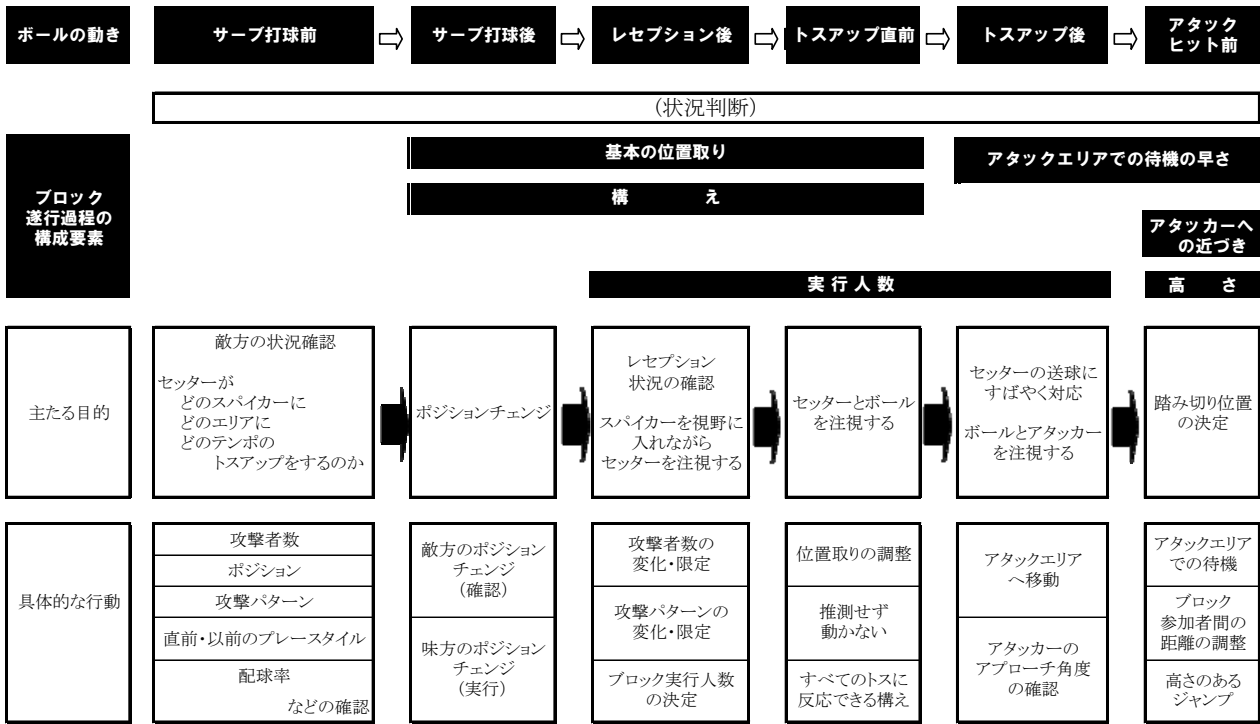 ボールの動き
サーブ打球前
サーブ打球後
レセプション後
トスアップ直前
トスアップ後
アタック
ヒット前
(状況判断)
ブロック
遂行過程の
構成要素
基本の位置取り
アタックエリアでの待機の早さ
構 え
アタッカーへ
の近づき
実行人数
高 さ
主たる目的
敵方の状況確認
セッターが
どのスパイカーに
どのエリアに
どのテンポの
トスアップをするのか
ポジションチェンジ
レセプション
状況の確認
スパイカーを視野に
入れながら
セッターを注視する
セッターとボール
を注視する
セッターの送球に
すばやく対応
ボールとアタッカー
を注視する
踏み切り位置
の決定
具体的な行動
攻撃者数
ポジション
攻撃パターン
直前・以前のプレースタイル
配球率
などの確認
敵方のポジション
チェンジ
(確認)
味方のポジション
チェンジ
(実行)
攻撃者数の
変化・限定
攻撃パターンの
変化・限定
ブロック実行人数
の決定
位置取りの調整
推測せず
動かない
すべてのトスに
反応できる構え
アタックエリア
へ移動
アタッカーの
アプローチ角度
の確認
アタックエリア
での待機
ブロック
参加者間の
距離の調整
高さのある
ジャンプ